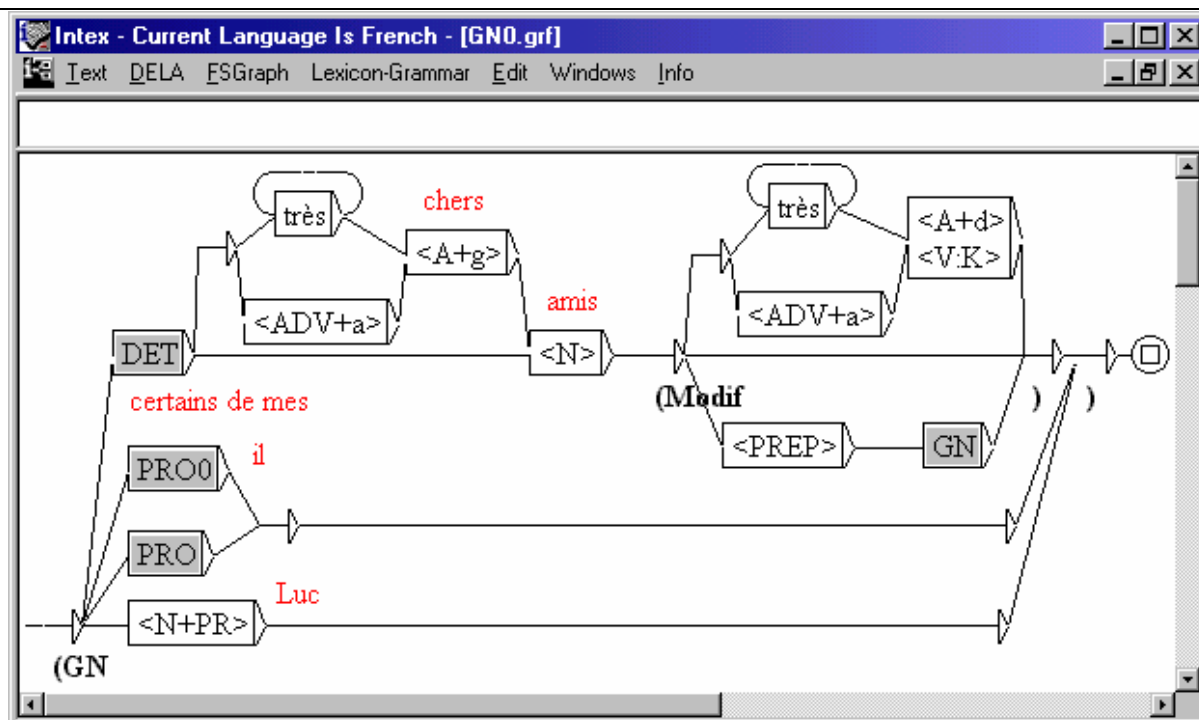 Intex - Current Language Is French - [GN0.grf]
Text DELA FSGraph Lexicon-Grammar Edit Windows Info
très chers très <A+d>
<A+g> <V:K>
<ADV+a> amis <ADV+a>
DET <N>
certains de mes (Modif ) )
il <PREP> GN
PRO0
PRO
Luc
<N+PR>
(GN